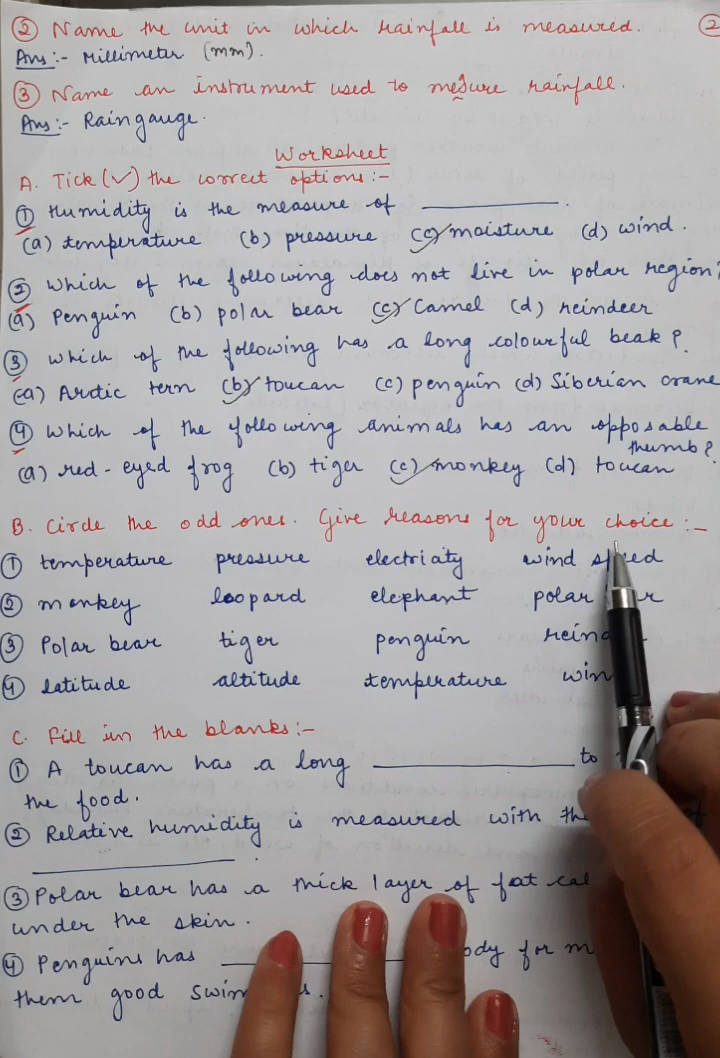 ② Name the unit in which rainfall is measured. ②
Ans:- Millimeter (mm).
③ Name an instrument used to mesure rainfall.
Ans:- Rain gauge.
Worksheet
A. Tick (✓) the correct options:-
① Humidity is the measure of ________.
(a) temperature (b) pressure (c) moisture (d) wind.
② Which of the following does not live in polar region?
(a) Penguin (b) polar bear (c) Camel (d) reindeer
③ which of the following has a long colourful beak?
(a) Arctic tern (b) toucan (c) penguin (d) Siberian crane
④ Which of the following animals has an opposable
thumb?
(a) red-eyed frog (b) tiger (c) monkey (d) toucan
B. Circle the odd ones. Give reasons for your choice:-
① temperature pressure electricity wind speed
② monkey leopard elephant polar
③ Polar bear tiger penguin
④ latitude altitude temperature
C. Fill in the blanks:-
① A toucan has a long ________ to
the food.
② Relative humidity is measured with
________.
③ Polar bear has a thick layer of fat
under the skin.
④ Penguins has ________ for
them good